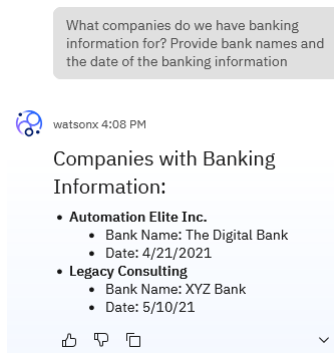 What companies do we have banking
information for? Provide bank names and
the date of the banking information
watsonx 4:08 PM
Companies with Banking
Information:
• Automation Elite Inc.
• Bank Name: The Digital Bank
• Date: 4/21/2021
• Legacy Consulting
• Bank Name: XYZ Bank
• Date: 5/10/21